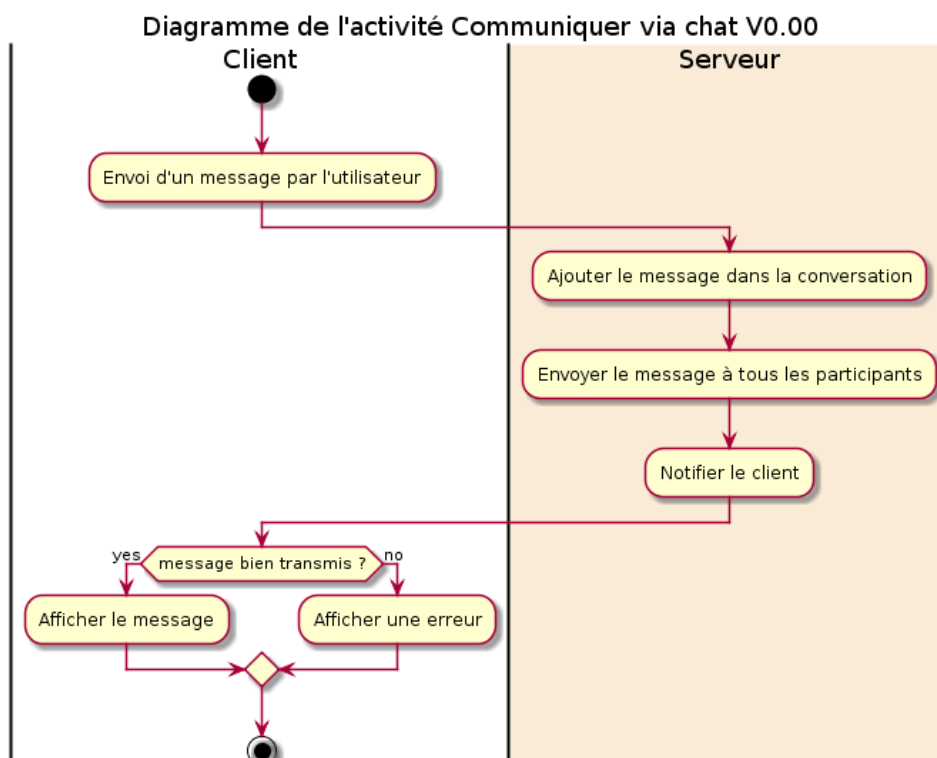 Diagramme de l'activité Communiquer via chat V0.00
Client
Serveur
Envoi d'un message par l'utilisateur
Ajouter le message dans la conversation
Envoyer le message à tous les participants
Notifier le client
yes
message bien transmis ?
no
Afficher le message
Afficher une erreur